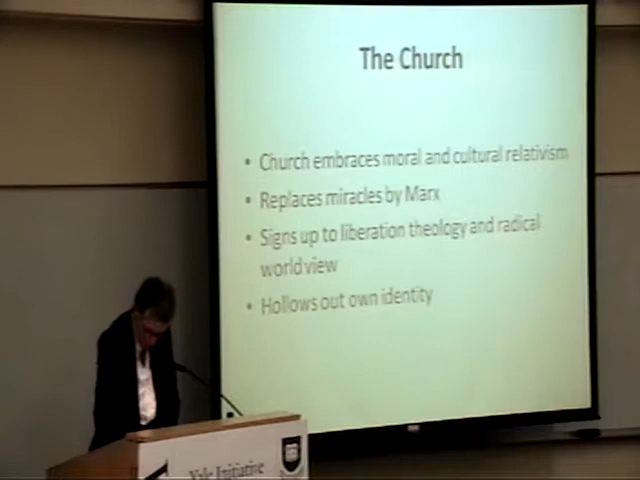 The Church
• Church embraces moral and cultural relativism
• Replaces miracles by Marx
• Signs up to liberation theology and radical
world view
• Hollows out own identity
Yale Initiative